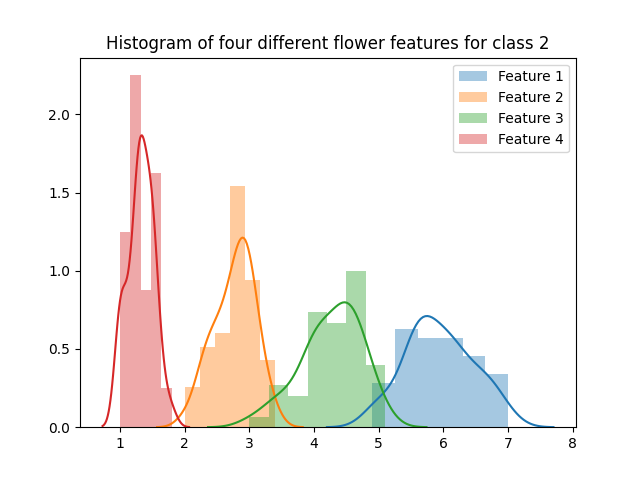 Histogram of four different flower features for class 2
Feature 1
Feature 2
Feature 3
Feature 4
2.0
1.5
1.0
0.5
0.0
1 2 3 4 5 6 7 8